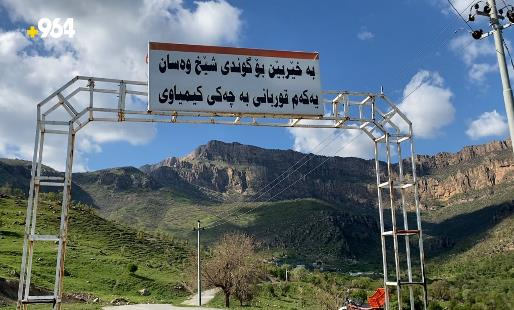 +964
بە خێربێن بۆ گوندی شێخ وەسان
یەکەم قوربانی بە چەکی کیمیاوی